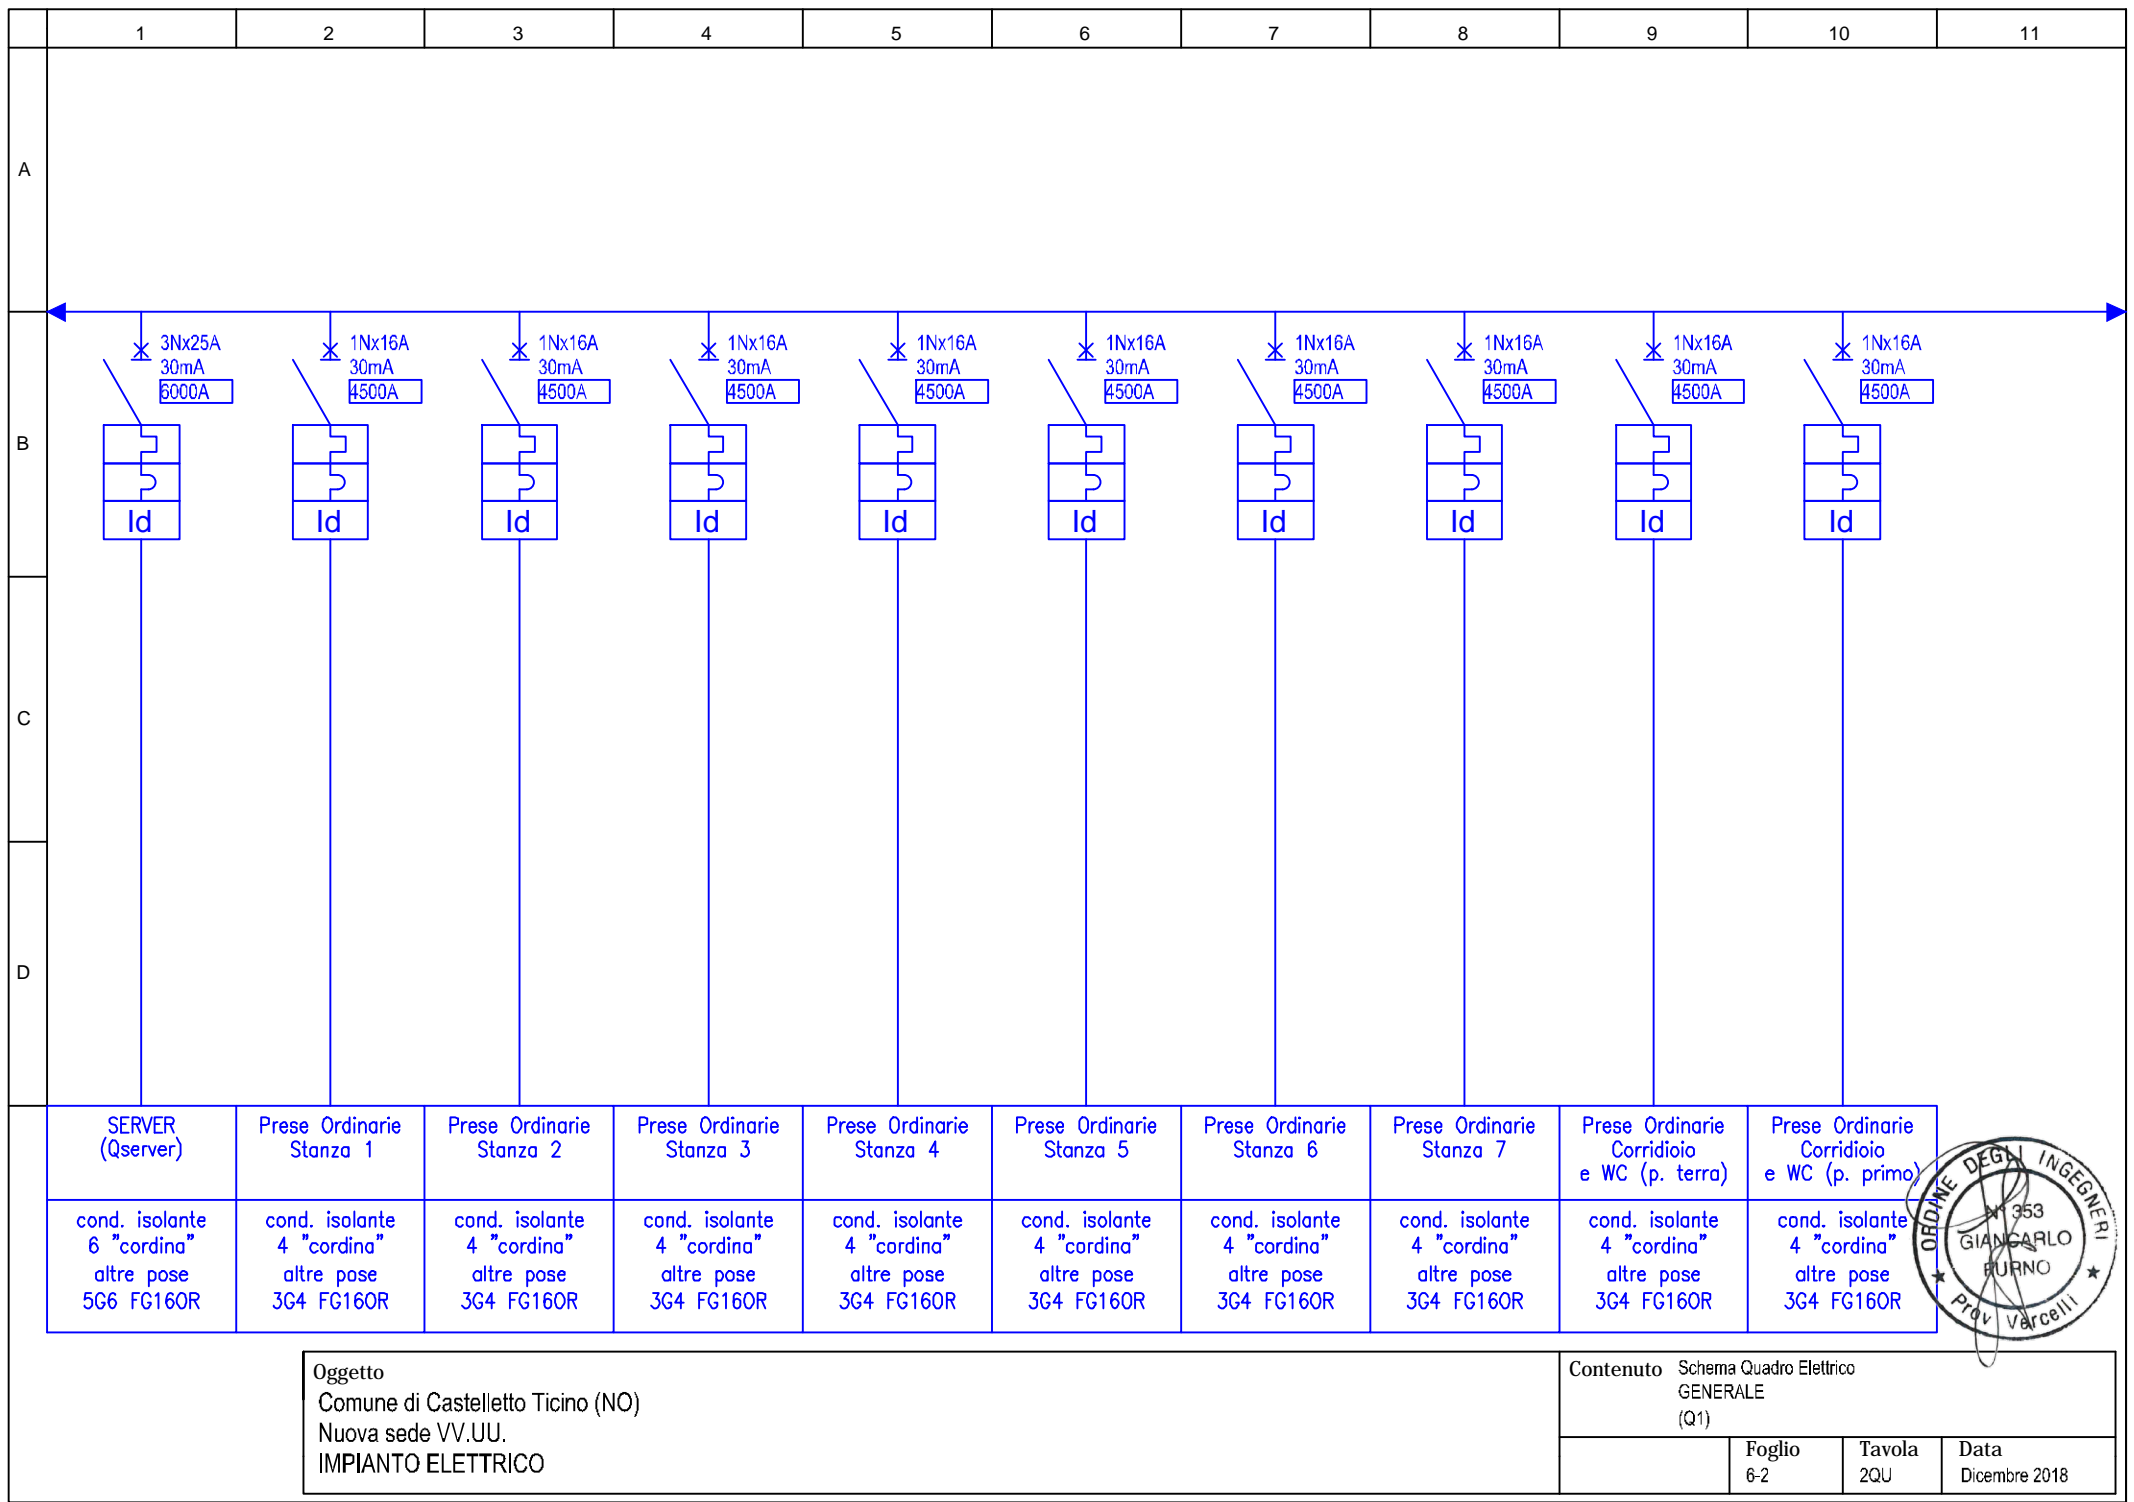 1 2 3 4 5 6 7 8 9 10 11
A
B
C
D
3Nx25A
30mA
6000A
Id
1Nx16A
30mA
4500A
Id
1Nx16A
30mA
4500A
Id
1Nx16A
30mA
4500A
Id
1Nx16A
30mA
4500A
Id
1Nx16A
30mA
4500A
Id
1Nx16A
30mA
4500A
Id
1Nx16A
30mA
4500A
Id
1Nx16A
30mA
4500A
Id
1Nx16A
30mA
4500A
Id
SERVER
(Qserver)
Prese Ordinarie
Stanza 1
Prese Ordinarie
Stanza 2
Prese Ordinarie
Stanza 3
Prese Ordinarie
Stanza 4
Prese Ordinarie
Stanza 5
Prese Ordinarie
Stanza 6
Prese Ordinarie
Stanza 7
Prese Ordinarie
Corridioio
e WC (p. terra)
Prese Ordinarie
Corridioio
e WC (p. primo)
cond. isolante
6 "cordina"
altre pose
5G6 FG16OR
cond. isolante
4 "cordina"
altre pose
3G4 FG16OR
cond. isolante
4 "cordina"
altre pose
3G4 FG16OR
cond. isolante
4 "cordina"
altre pose
3G4 FG16OR
cond. isolante
4 "cordina"
altre pose
3G4 FG16OR
cond. isolante
4 "cordina"
altre pose
3G4 FG16OR
cond. isolante
4 "cordina"
altre pose
3G4 FG16OR
cond. isolante
4 "cordina"
altre pose
3G4 FG16OR
cond. isolante
4 "cordina"
altre pose
3G4 FG16OR
cond. isolante
4 "cordina"
altre pose
3G4 FG16OR
ORDINE DEGLI INGEGNERI
N° 353
GIANCARLO
FURNO
Prov Vercelli
Oggetto
Comune di Castelletto Ticino (NO)
Nuova sede VV.UU.
IMPIANTO ELETTRICO
Contenuto Schema Quadro Elettrico
GENERALE
(Q1)
Foglio
6-2
Tavola
2QU
Data
Dicembre 2018